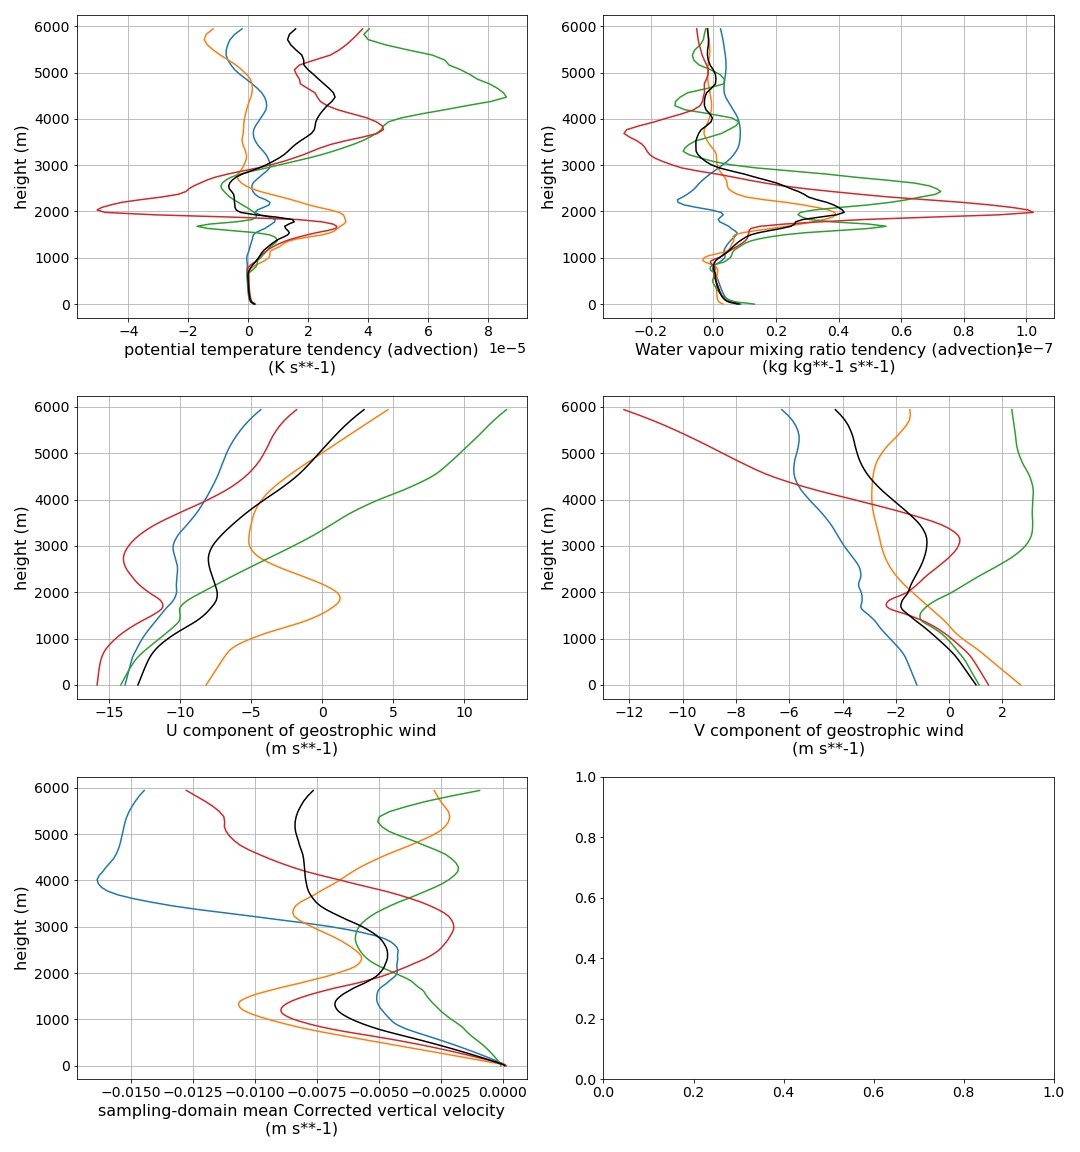 6000
5000
4000
3000
2000
1000
0
height (m)
−4 −2 0 2 4 6 8
1e−5
potential temperature tendency (advection)
(K s**-1)
6000
5000
4000
3000
2000
1000
0
height (m)
−0.2 0.0 0.2 0.4 0.6 0.8 1.0
1e−7
Water vapour mixing ratio tendency (advection)
(kg kg**-1 s**-1)
6000
5000
4000
3000
2000
1000
0
height (m)
−15 −10 −5 0 5 10
U component of geostrophic wind
(m s**-1)
6000
5000
4000
3000
2000
1000
0
height (m)
−12 −10 −8 −6 −4 −2 0 2
V component of geostrophic wind
(m s**-1)
6000
5000
4000
3000
2000
1000
0
height (m)
−0.0150 −0.0125 −0.0100 −0.0075 −0.0050 −0.0025 0.0000
sampling-domain mean Corrected vertical velocity
(m s**-1)
1.0
0.8
0.6
0.4
0.2
0.0
0.0 0.2 0.4 0.6 0.8 1.0